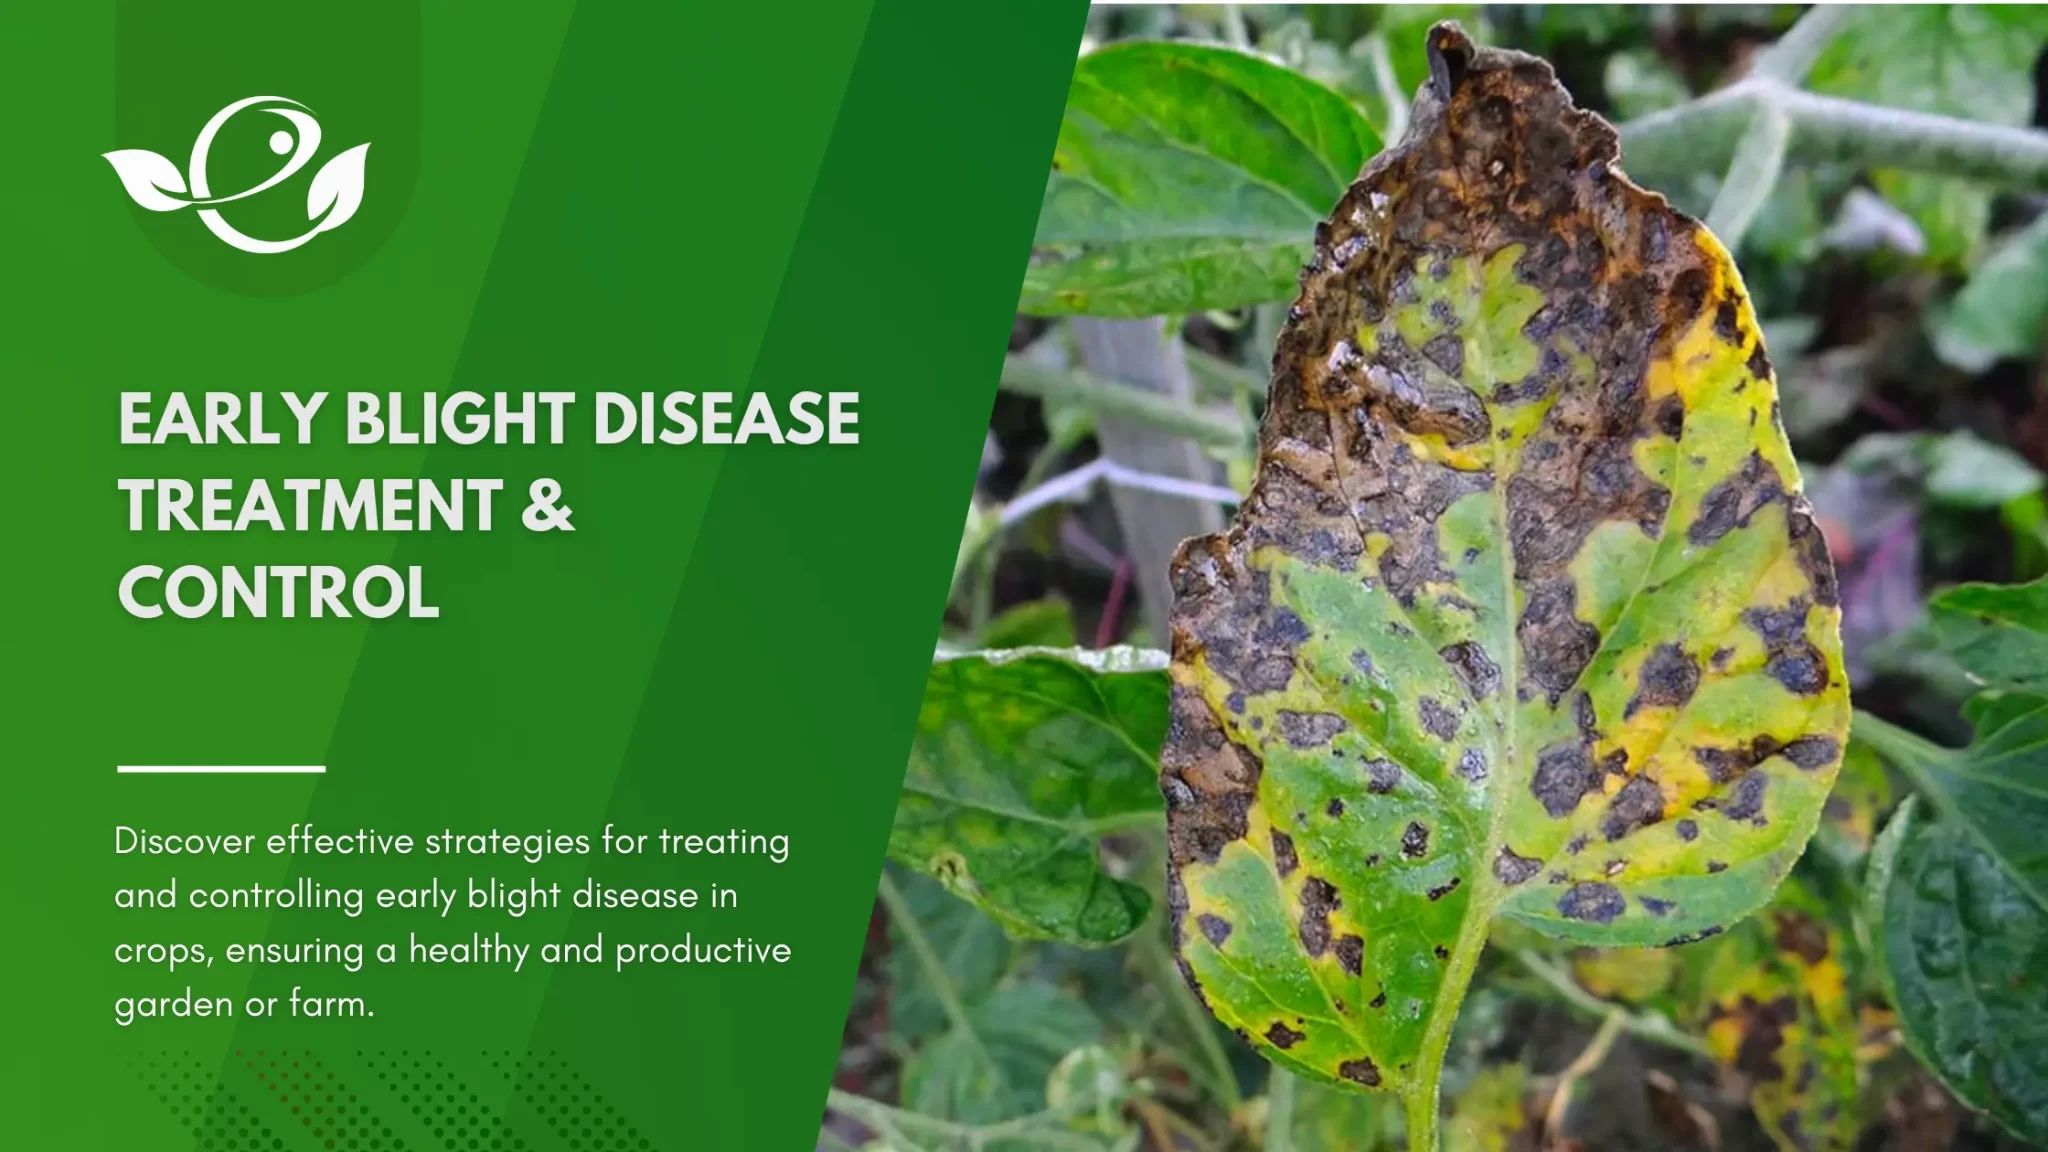 EARLY BLIGHT DISEASE
TREATMENT &
CONTROL
Discover effective strategies for treating
and controlling early blight disease in
crops, ensuring a healthy and productive
garden or farm.